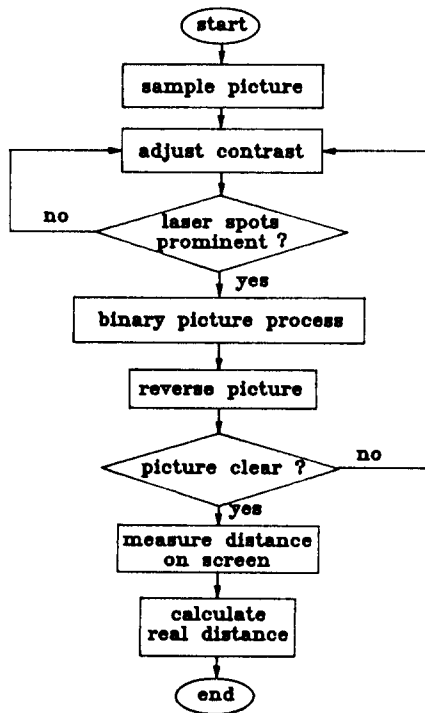 start
sample picture
adjust contrast
no
laser spots
prominent ?
yes
binary picture process
reverse picture
picture clear ?
no
yes
measure distance
on screen
calculate
real distance
end